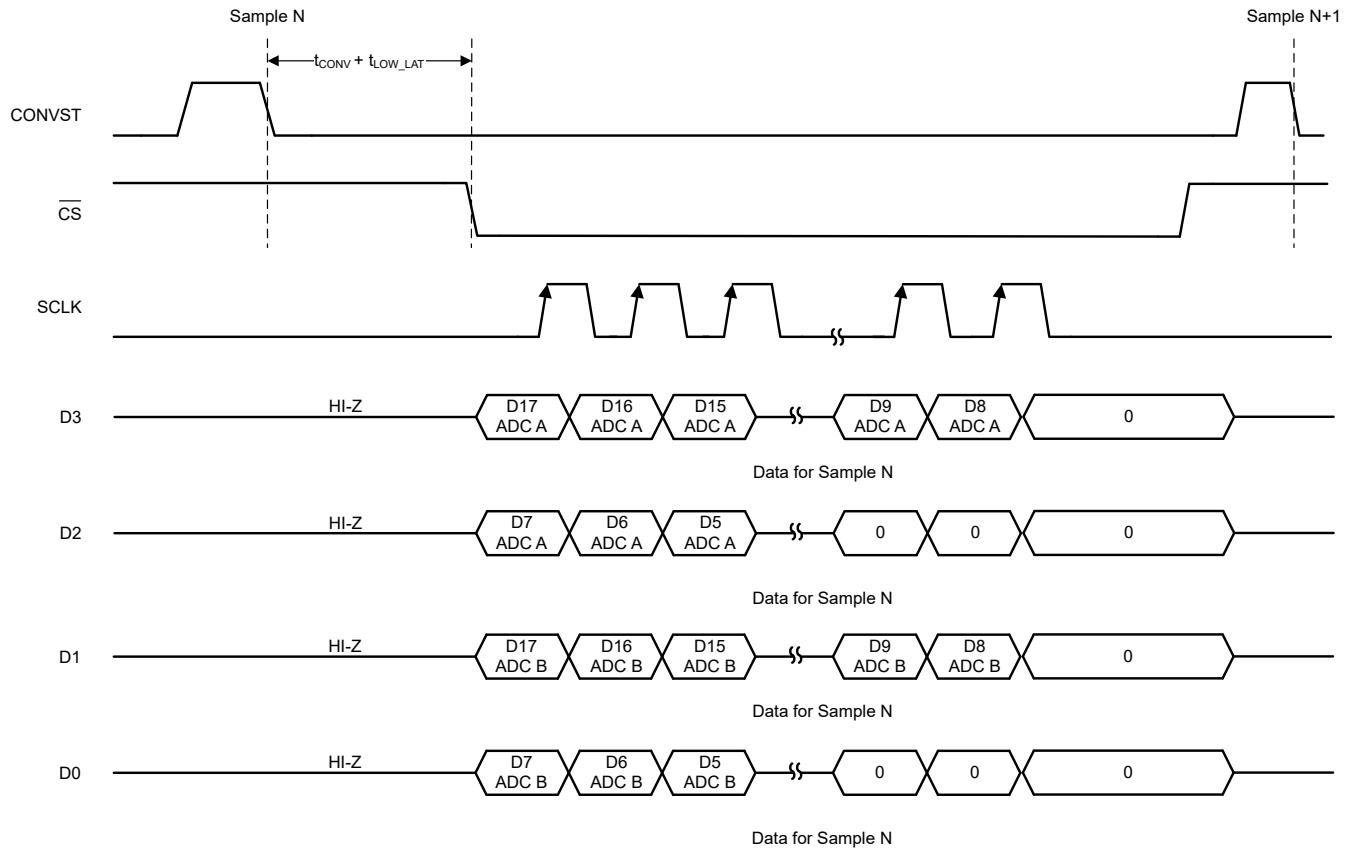 Sample N
Sample N+1
tCONV + tLOW_LAT
CONVST
CS
SCLK
D3
HI-Z
D17
ADC A
D16
ADC A
D15
ADC A
D9
ADC A
D8
ADC A
0
Data for Sample N
D2
HI-Z
D7
ADC A
D6
ADC A
D5
ADC A
0
0
0
Data for Sample N
D1
HI-Z
D17
ADC B
D16
ADC B
D15
ADC B
D9
ADC B
D8
ADC B
0
Data for Sample N
D0
HI-Z
D7
ADC B
D6
ADC B
D5
ADC B
0
0
0
Data for Sample N